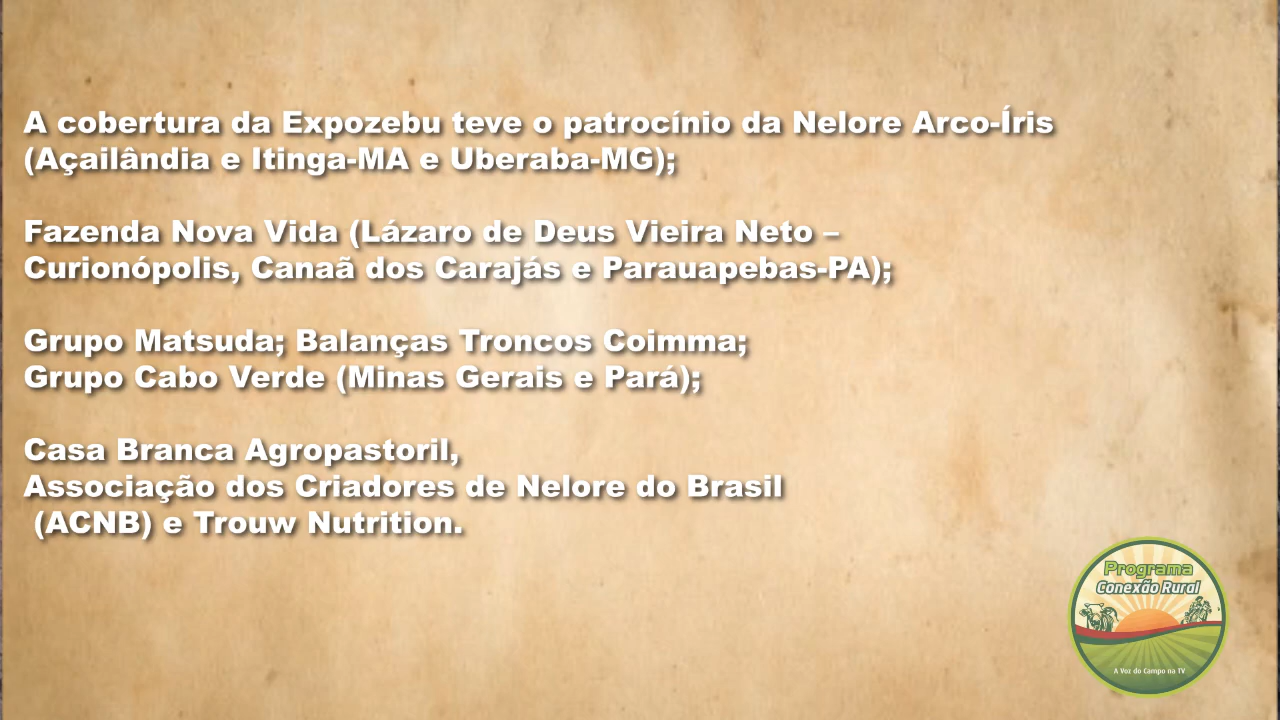 A cobertura da Expozebu teve o patrocínio da Nelore Arco-Íris
(Açailândia e Itinga-MA e Uberaba-MG);
Fazenda Nova Vida (Lázaro de Deus Vieira Neto –
Curionópolis, Canaã dos Carajás e Parauapebas-PA);
Grupo Matsuda; Balanças Troncos Coimma;
Grupo Cabo Verde (Minas Gerais e Pará);
Casa Branca Agropastoril,
Associação dos Criadores de Nelore do Brasil
(ACNB) e Trouw Nutrition.
Programa
Conexão Rural
A Voz do Campo na TV